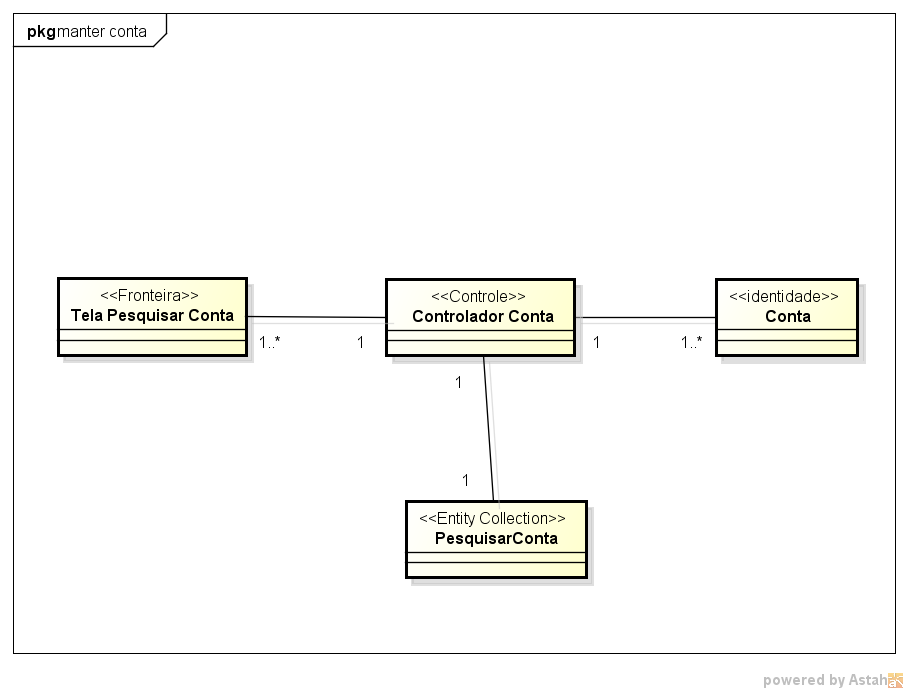 pkg manter conta
<<Fronteira>>
Tela Pesquisar Conta
<<Controle>>
Controlador Conta
<<identidade>>
Conta
1..*
1
1
1..*
1
1
<<Entity Collection>>
PesquisarConta
powered by Astah